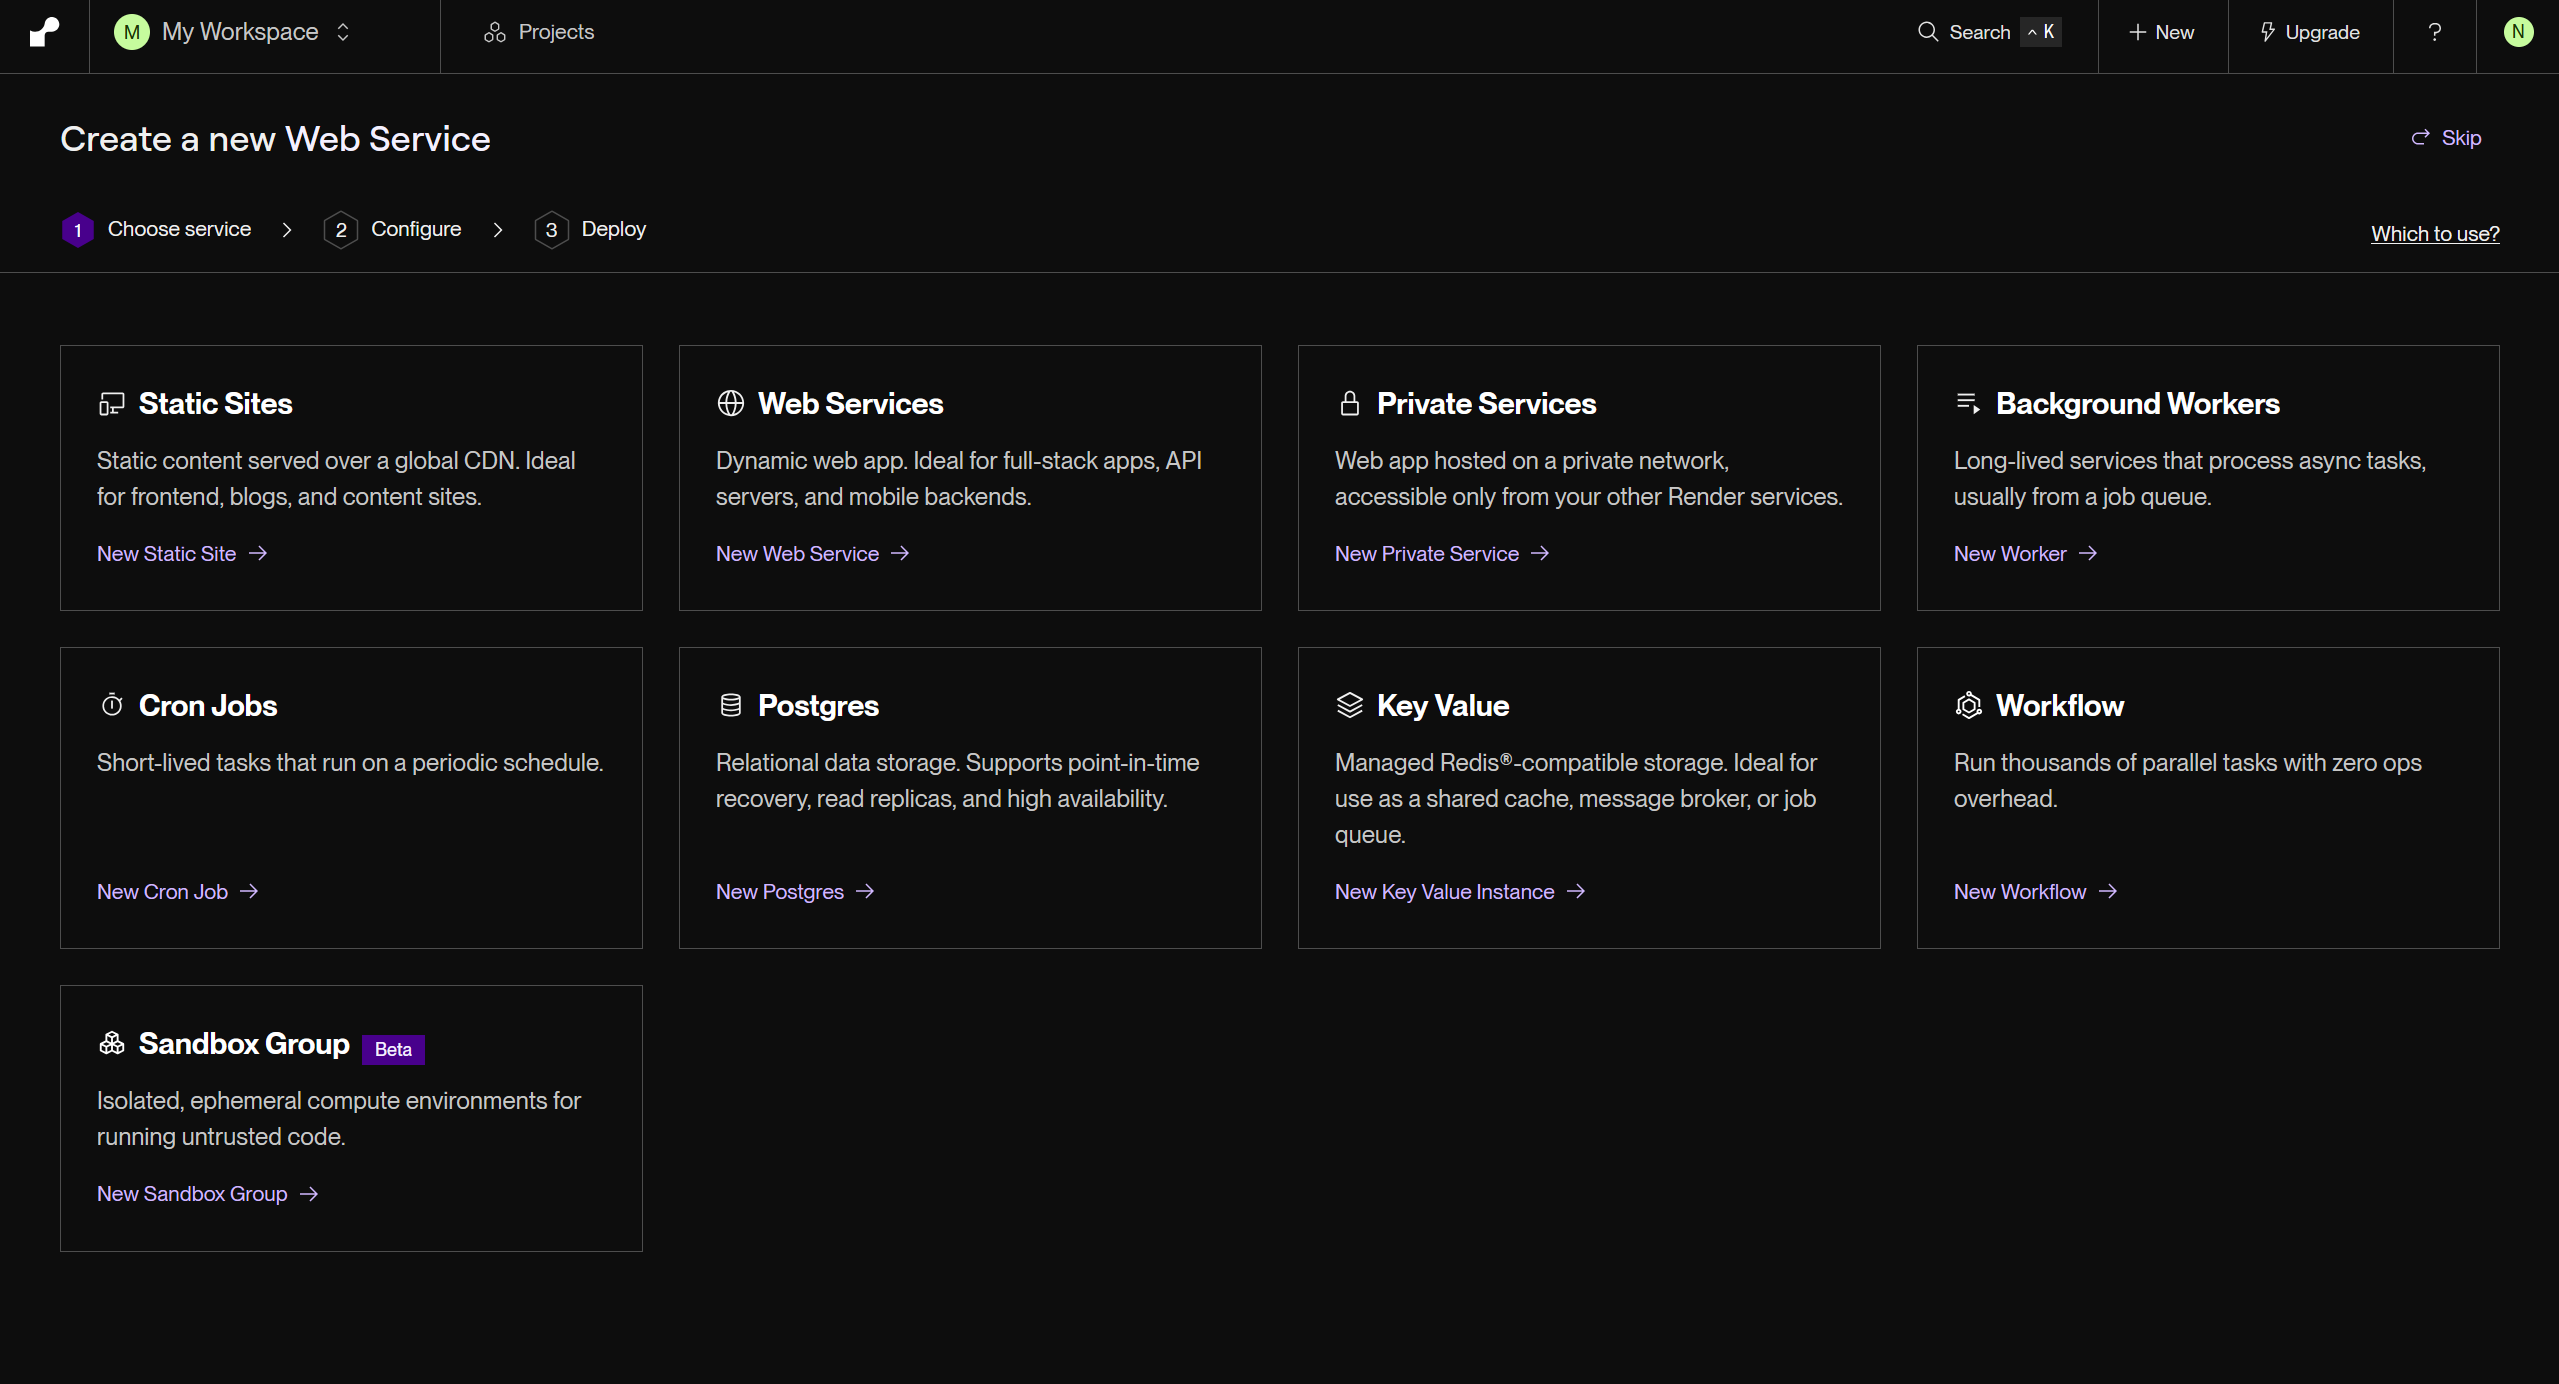 M My Workspace
Projects
Search ^ K
New
Upgrade
?
N
Create a new Web Service
Skip
1 Choose service
2 Configure
3 Deploy
Which to use?
Static Sites
Static content served over a global CDN. Ideal
for frontend, blogs, and content sites.
New Static Site
Web Services
Dynamic web app. Ideal for full-stack apps, API
servers, and mobile backends.
New Web Service
Private Services
Web app hosted on a private network,
accessible only from your other Render services.
New Private Service
Background Workers
Long-lived services that process async tasks,
usually from a job queue.
New Worker
Cron Jobs
Short-lived tasks that run on a periodic schedule.
New Cron Job
Postgres
Relational data storage. Supports point-in-time
recovery, read replicas, and high availability.
New Postgres
Key Value
Managed Redis®-compatible storage. Ideal for
use as a shared cache, message broker, or job
queue.
New Key Value Instance
Workflow
Run thousands of parallel tasks with zero ops
overhead.
New Workflow
Sandbox Group Beta
Isolated, ephemeral compute environments for
running untrusted code.
New Sandbox Group